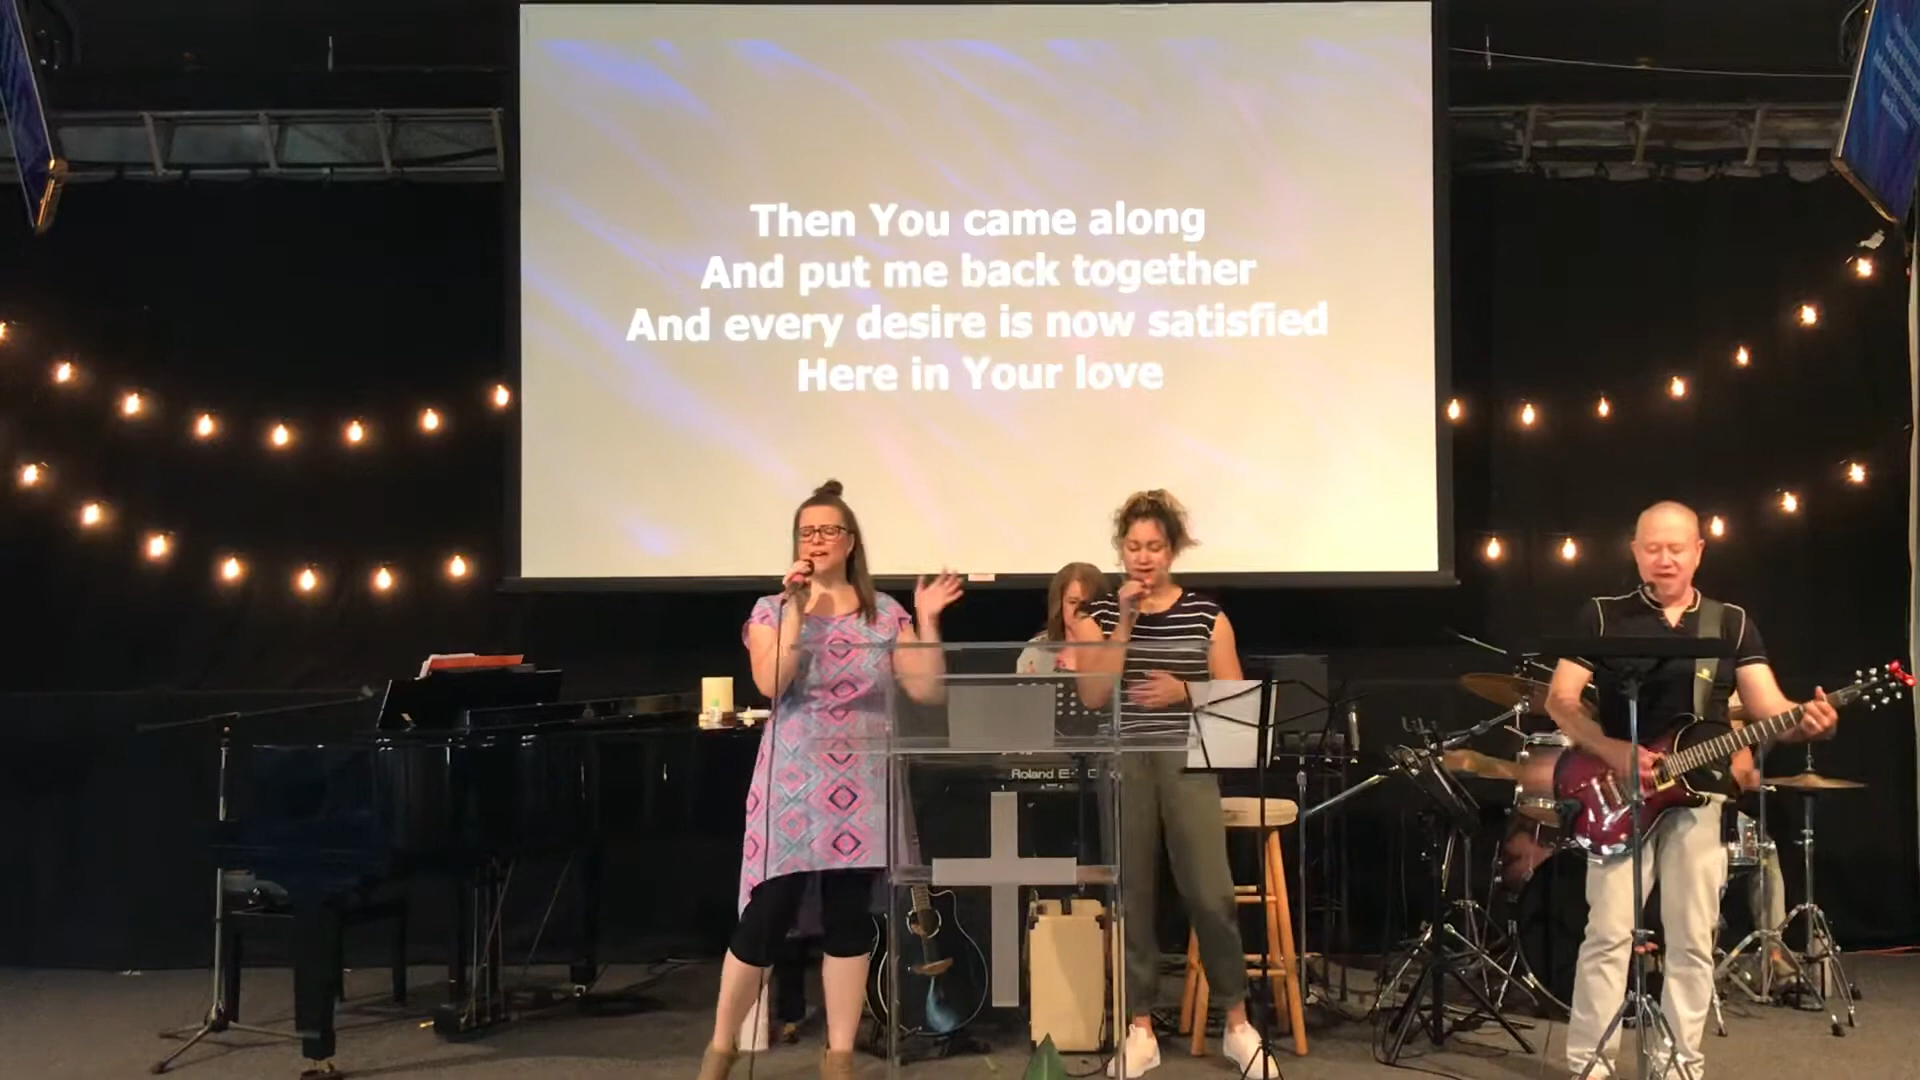 Then You came along
And put me back together
And every desire is now satisfied
Here in Your love
Roland